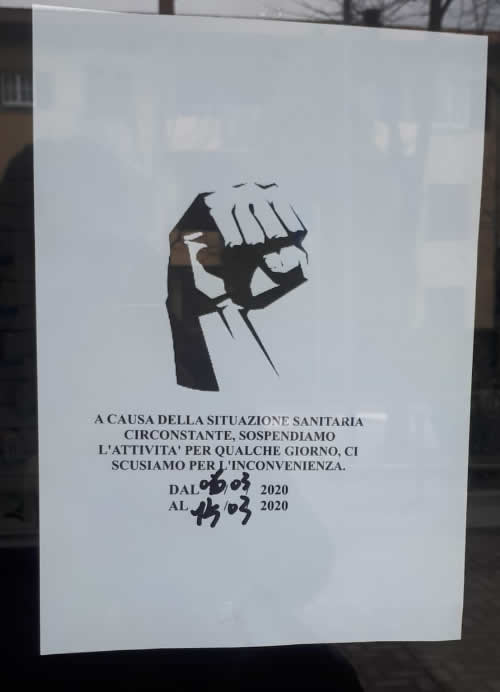 A CAUSA DELLA SITUAZIONE SANITARIA
CIRCONSTANTE, SOSPENDIAMO
L'ATTIVITA' PER QUALCHE GIORNO, CI
SCUSIAMO PER L'INCONVENIENZA.
DAL /03 2020
AL 15/03 2020